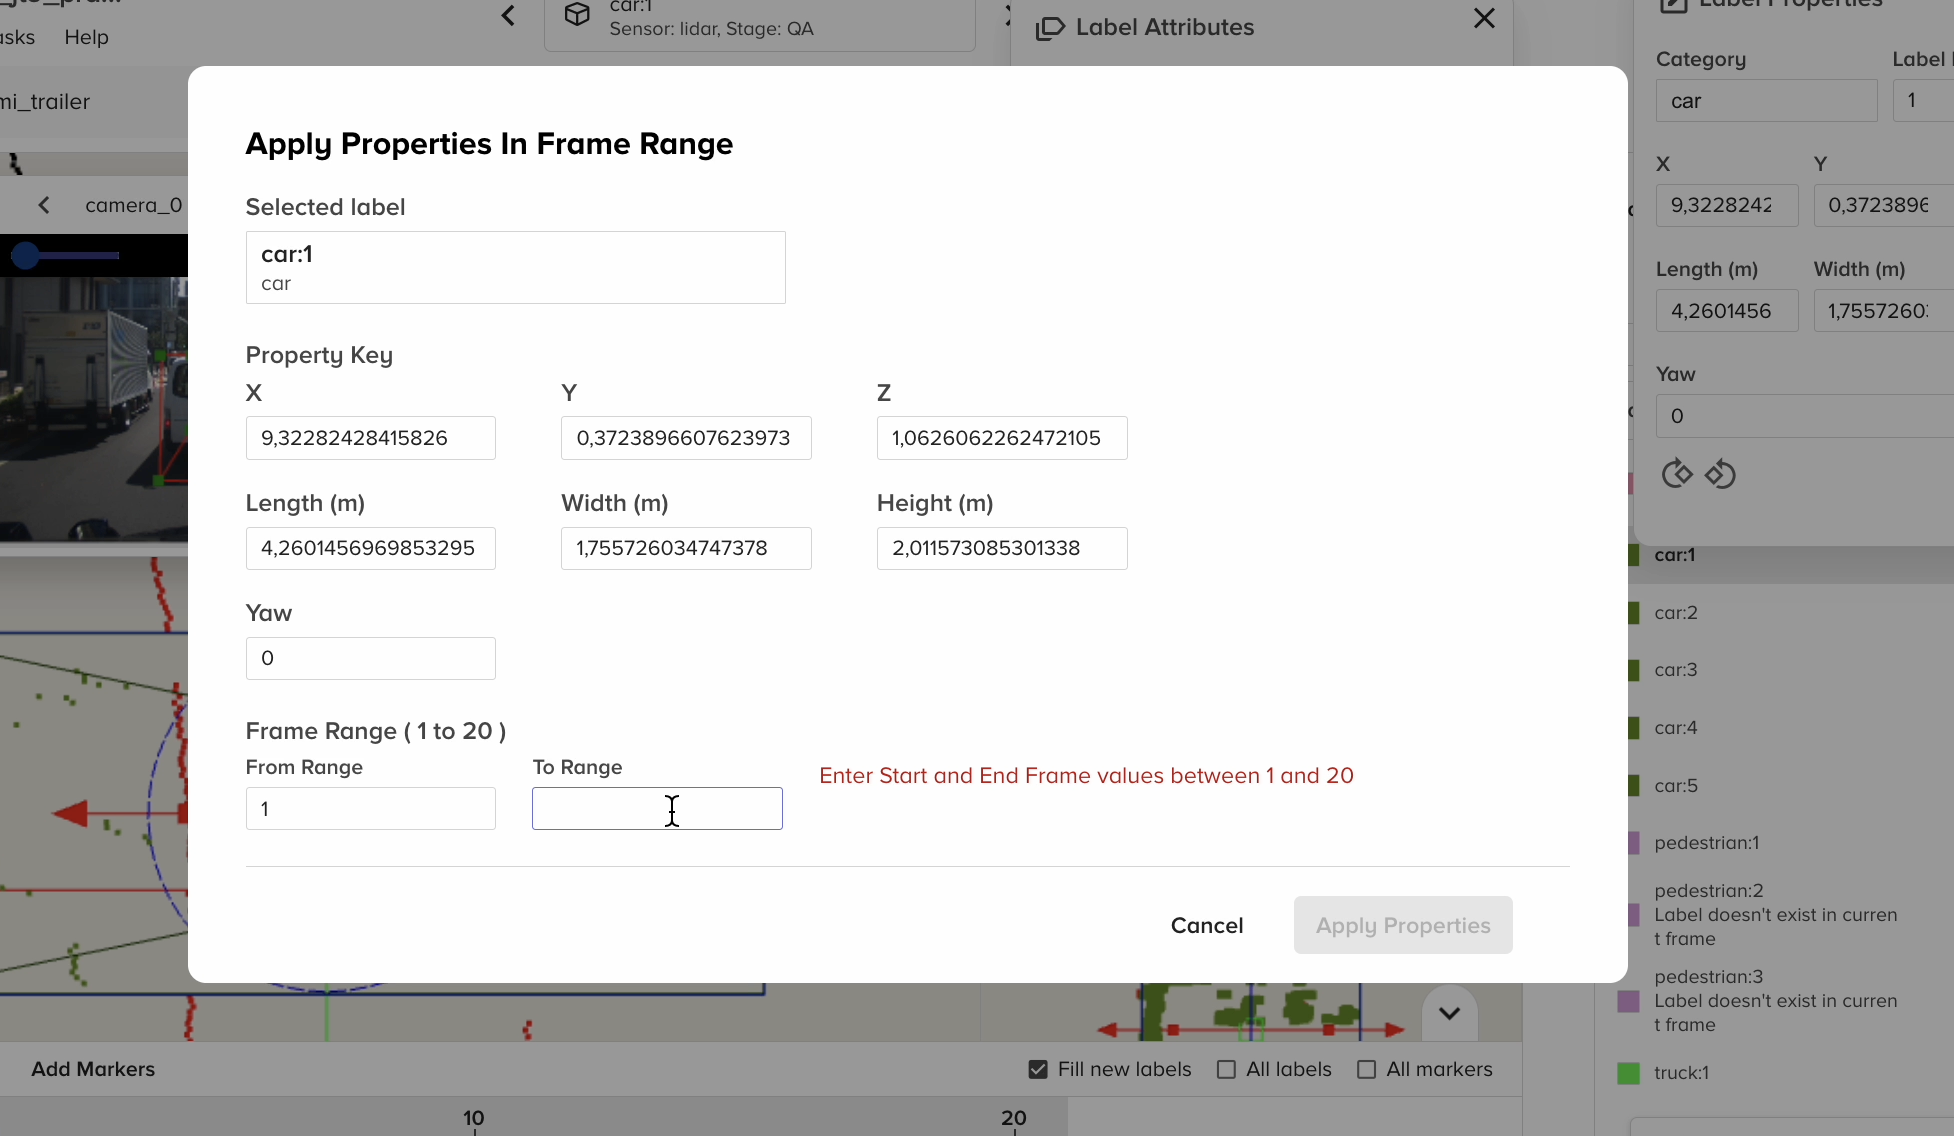 car:1
Sensor: lidar, Stage: QA
Label Attributes
Label Properties
Help
Category
Label
car
1
camera_0
X
Y
9,3228242
0,3723896
Length (m)
Width (m)
4,2601456
1,7557260
Yaw
0
Apply Properties In Frame Range
Selected label
car:1
car
Property Key
X
Y
Z
9,32282428415826
0,3723896607623973
1,0626062262472105
Length (m)
Width (m)
Height (m)
4,2601456969853295
1,755726034747378
2,011573085301338
Yaw
0
Frame Range ( 1 to 20 )
From Range
To Range
Enter Start and End Frame values between 1 and 20
1
Cancel
Apply Properties
car:1
car:2
car:3
car:4
car:5
pedestrian:1
pedestrian:2
Label doesn't exist in curren
t frame
pedestrian:3
Label doesn't exist in curren
t frame
truck:1
Add Markers
Fill new labels
All labels
All markers
10
20